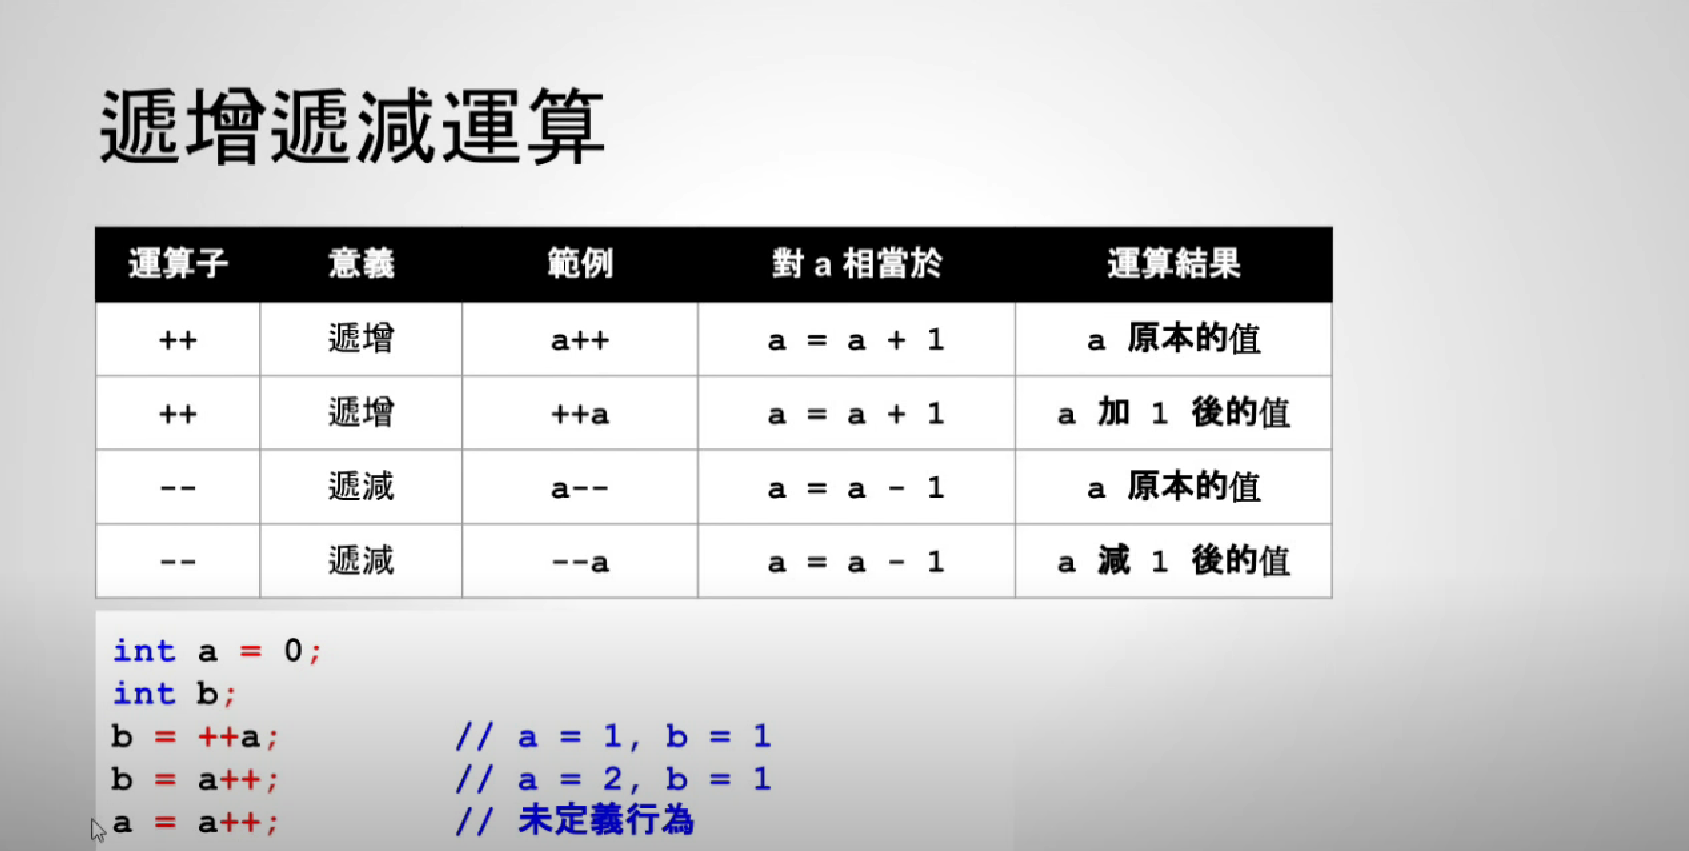 遞增遞減運算
運算子 意義 範例 對 a 相當於 運算結果
++ 遞增 a++ a = a + 1 a 原本的值
++ 遞增 ++a a = a + 1 a 加 1 後的值
-- 遞減 a-- a = a - 1 a 原本的值
-- 遞減 --a a = a - 1 a 減 1 後的值
int a = 0;
int b;
b = ++a; // a = 1, b = 1
b = a++; // a = 2, b = 1
a = a++; // 未定義行為